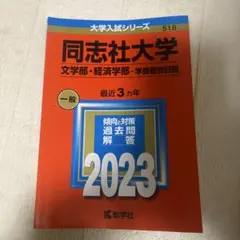 大学入試シリーズ
518
同志社大学
文学部・経済学部-学部個別日程
一般
最近3カ年
傾向と対策
過去問
解答
2023
教学社